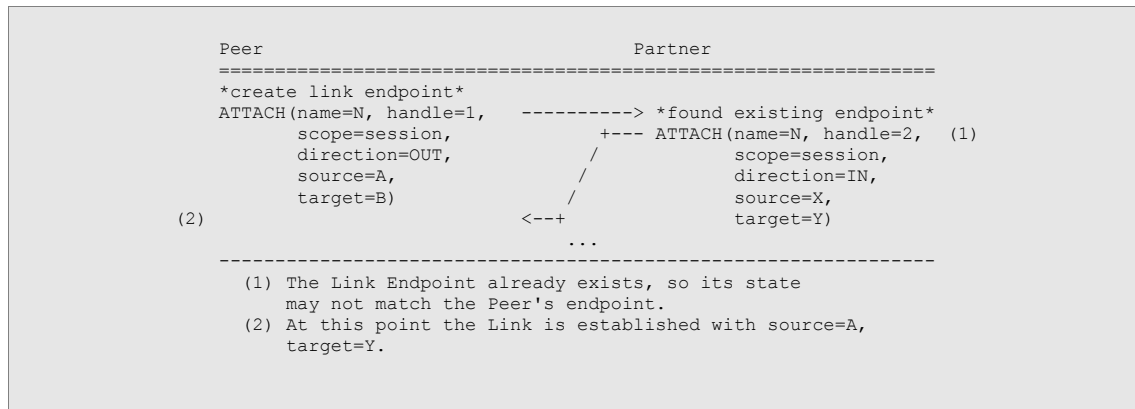 Peer                                 Partner
================================================================
*create link endpoint*
ATTACH(name=N, handle=1,   ----------> *found existing endpoint*
       scope=session,             +--- ATTACH(name=N, handle=2,  (1)
       direction=OUT,            /            scope=session,
       source=A,                /             direction=IN,
       target=B)               /              source=X,
(2)                        <--+               target=Y)
...
----------------------------------------------------------------
(1) The Link Endpoint already exists, so its state
may not match the Peer's endpoint.
(2) At this point the Link is established with source=A,
target=Y.